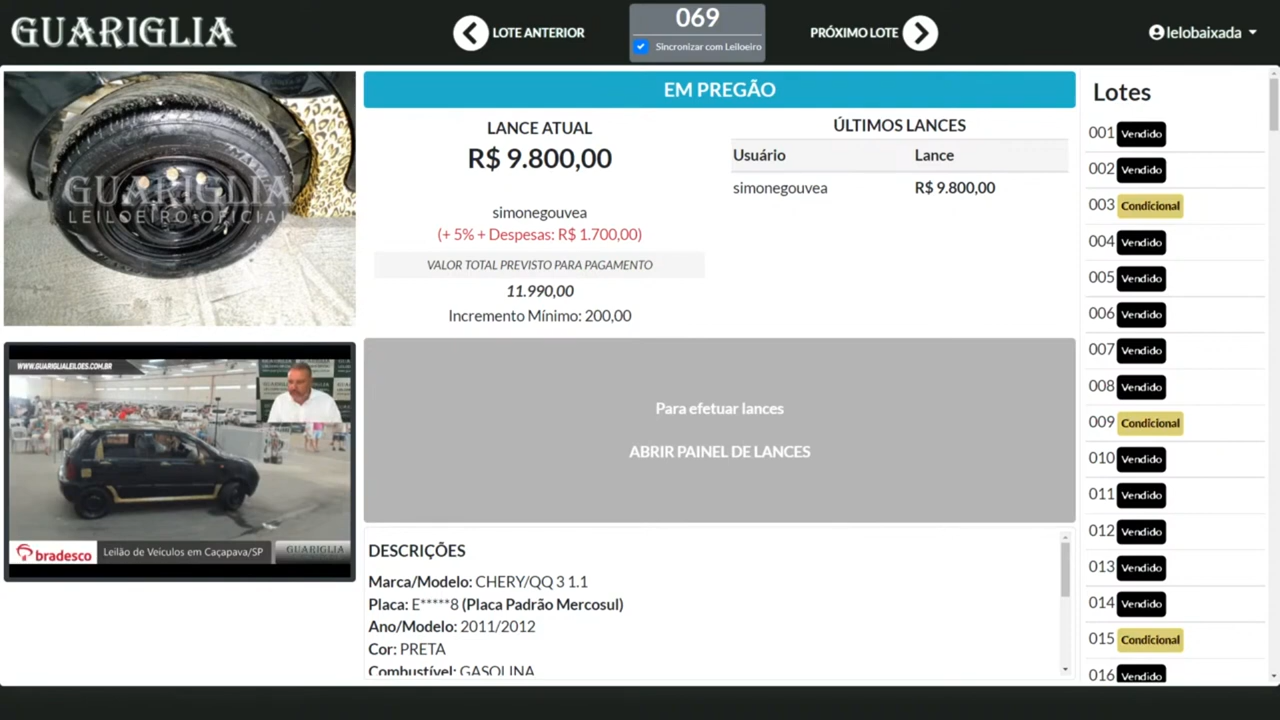 GUARIGLIA
LOTE ANTERIOR
069
Sincronizar com Leiloeiro
PRÓXIMO LOTE
lelobaixada
GUARIGLIA
LEILOEIRO OFICIAL
EM PREGÃO
LANCE ATUAL
R$ 9.800,00
simonegouvea
(+ 5% + Despesas: R$ 1.700,00)
VALOR TOTAL PREVISTO PARA PAGAMENTO
11.990,00
Incremento Mínimo: 200,00
ÚLTIMOS LANCES
Usuário Lance
simonegouvea R$ 9.800,00
Para efetuar lances
ABRIR PAINEL DE LANCES
WWW.GUARIGLIALEILOES.COM.BR
bradesco
Leilão de Veículos em Caçapava/SP
GUARIGLIA
DESCRIÇÕES
Marca/Modelo: CHERY/QQ 3 1.1
Placa: E*****8 (Placa Padrão Mercosul)
Ano/Modelo: 2011/2012
Cor: PRETA
Combustível: GASOLINA
Lotes
001 Vendido
002 Vendido
003 Condicional
004 Vendido
005 Vendido
006 Vendido
007 Vendido
008 Vendido
009 Condicional
010 Vendido
011 Vendido
012 Vendido
013 Vendido
014 Vendido
015 Condicional
016 Vendido